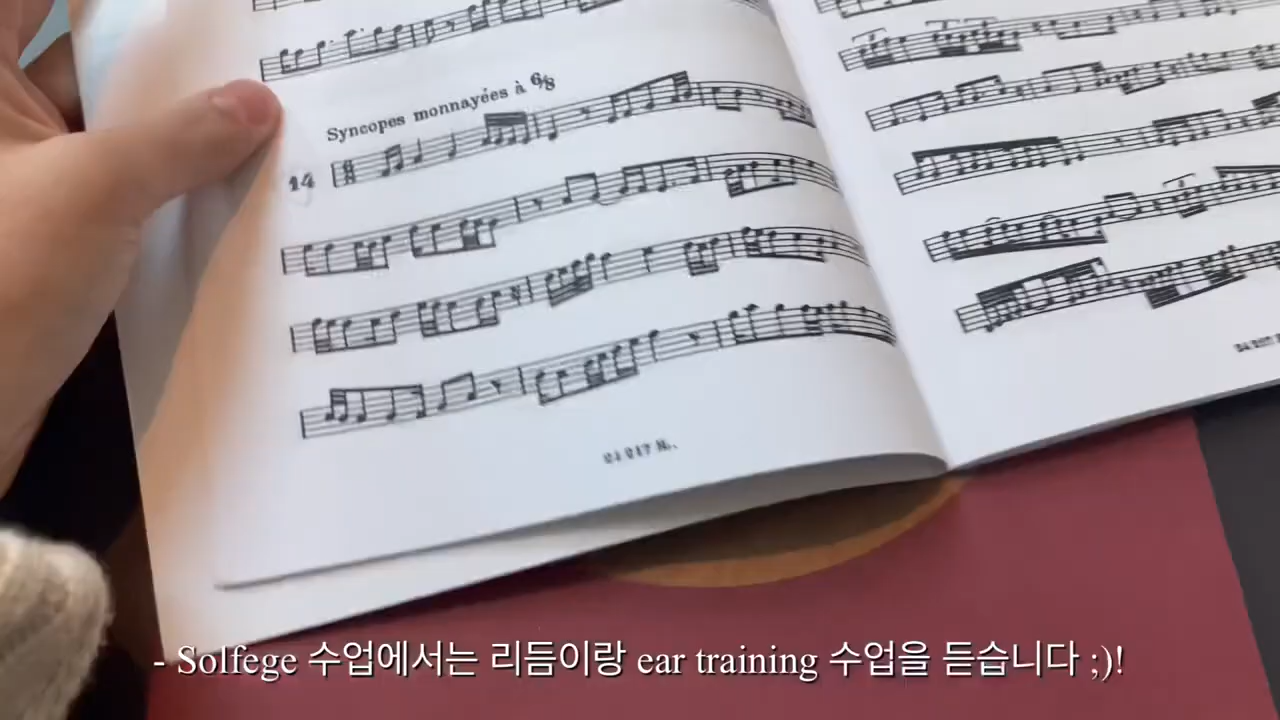 Syncopes monnayées à 6/8
14
- Solfege 수업에서는 리듬이랑 ear training 수업을 듣습니다 ;)!